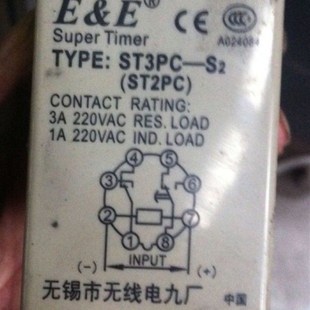 E&E®
CE CCC
Super Timer
A024084
TYPE: ST3PC—S2
(ST2PC)
CONTACT RATING:
3A 220VAC RES. LOAD
1A 220VAC IND. LOAD
4 5
3 6
2 7
1 8
(-) INPUT (+)
无锡市无线电九厂 中国